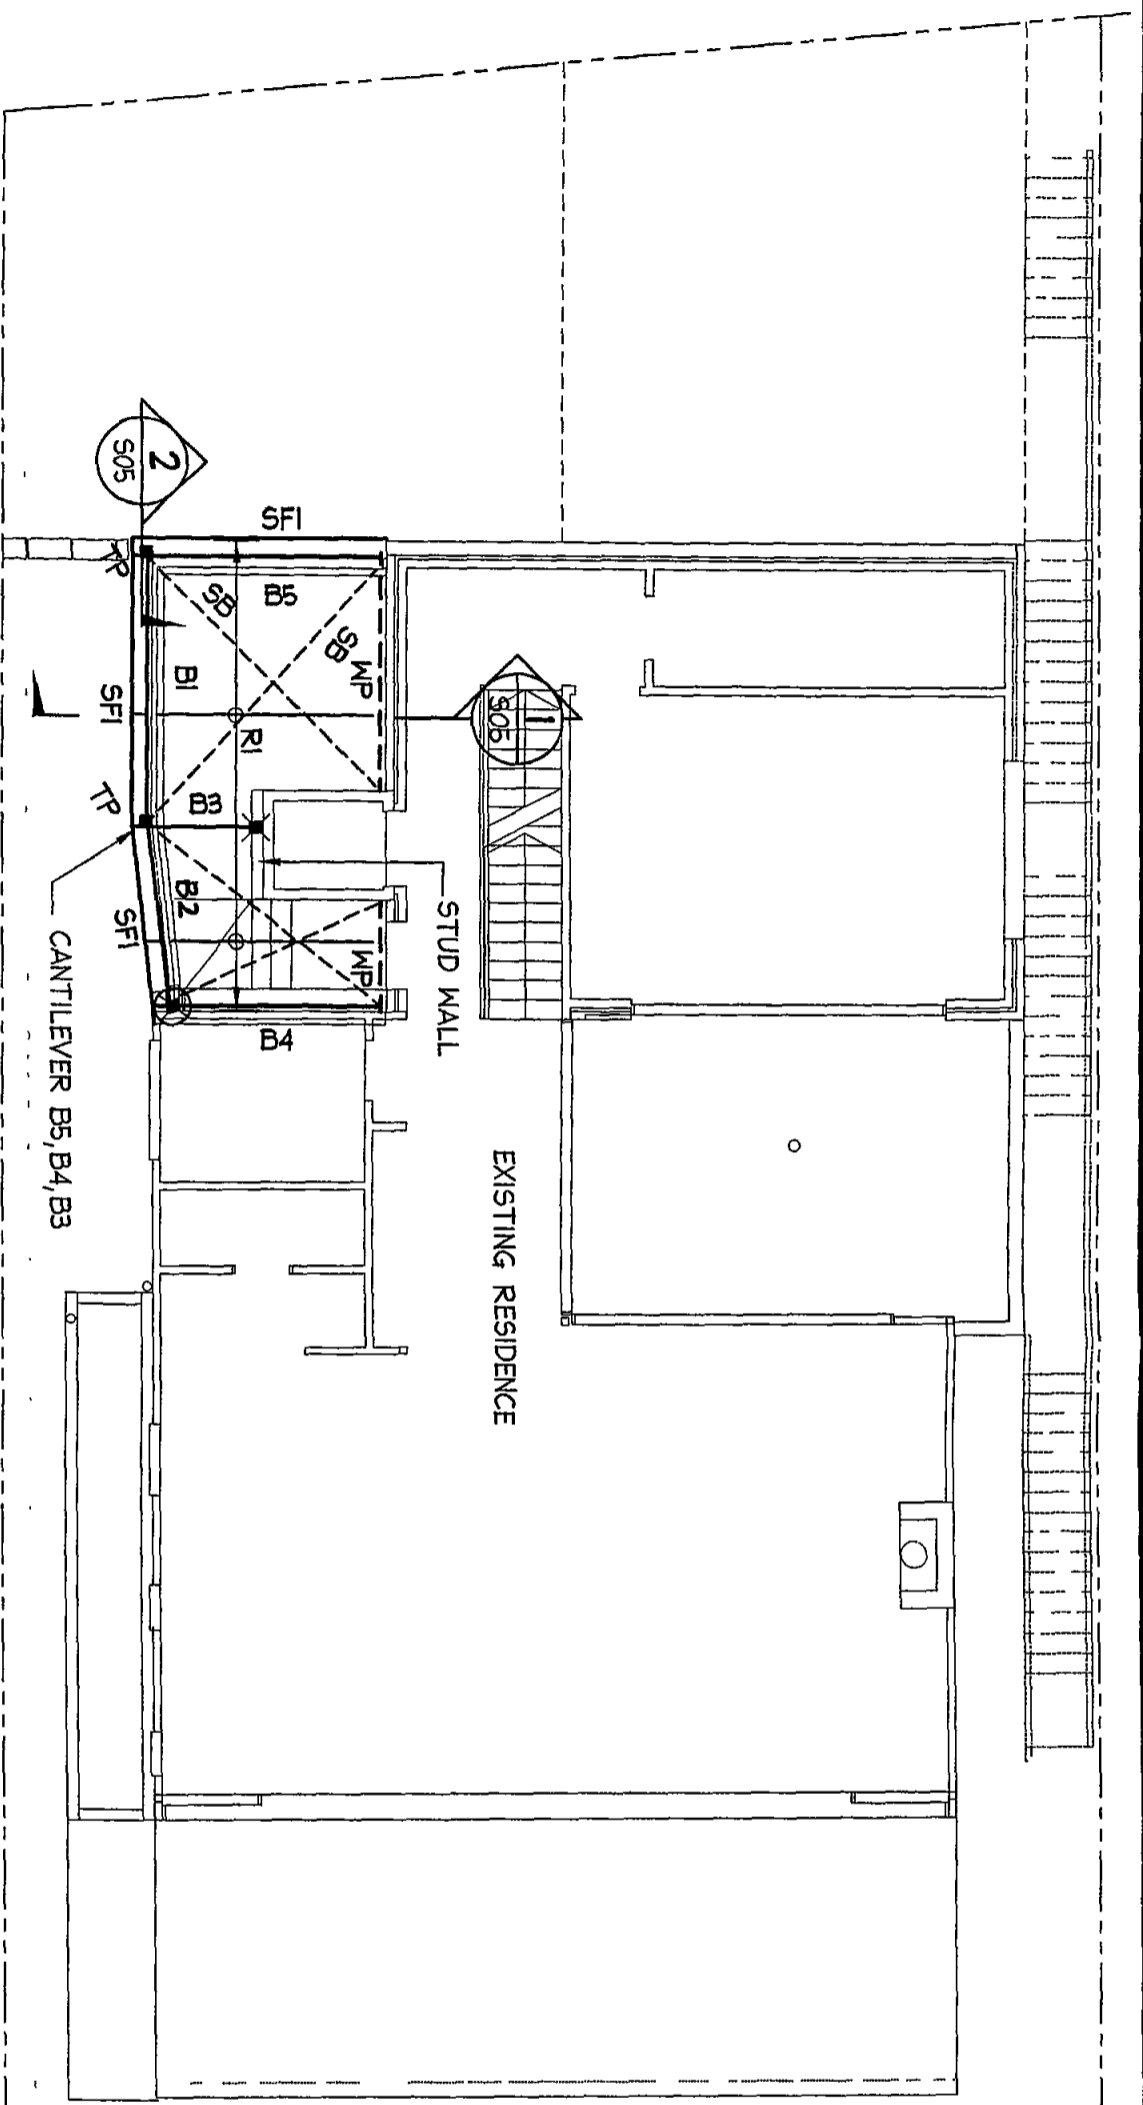 SF1
TP
SB
B5
SB
WP
B1
SF1
R1
2
S05
1
S05
TP
B3
B2
SF1
WP
B4
STUD WALL
CANTILEVER B5, B4, B3
EXISTING RESIDENCE